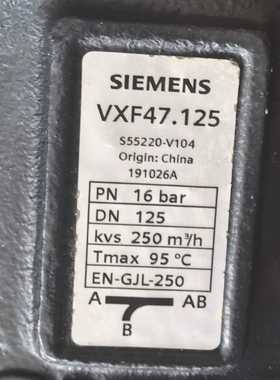 SIEMENS
VXF47.125
S55220-V104
Origin: China
191026A
PN 16 bar
DN 125
kvs 250 m³/h
Tmax 95 °C
EN-GJL-250
A AB
B